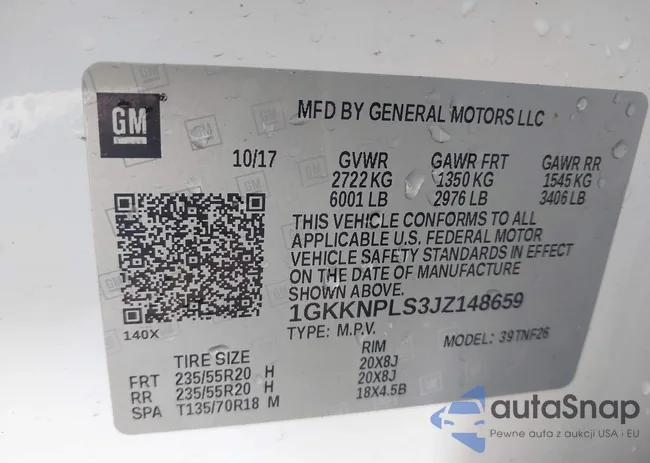 GM
MFD BY GENERAL MOTORS LLC
10/17 GVWR GAWR FRT GAWR RR
2722 KG 1350 KG 1545 KG
6001 LB 2976 LB 3406 LB
THIS VEHICLE CONFORMS TO ALL
APPLICABLE U.S. FEDERAL MOTOR
VEHICLE SAFETY STANDARDS IN EFFECT
ON THE DATE OF MANUFACTURE
SHOWN ABOVE.
1GKKNPLS3JZ148659
140X
TYPE: M.P.V. MODEL: 39TNF26
TIRE SIZE RIM
FRT 235/55R20 H 20X8J
RR 235/55R20 H 20X8J
SPA T135/70R18 M 18X4.5B
autaSnap
Pewne auta z aukcji USA i EU